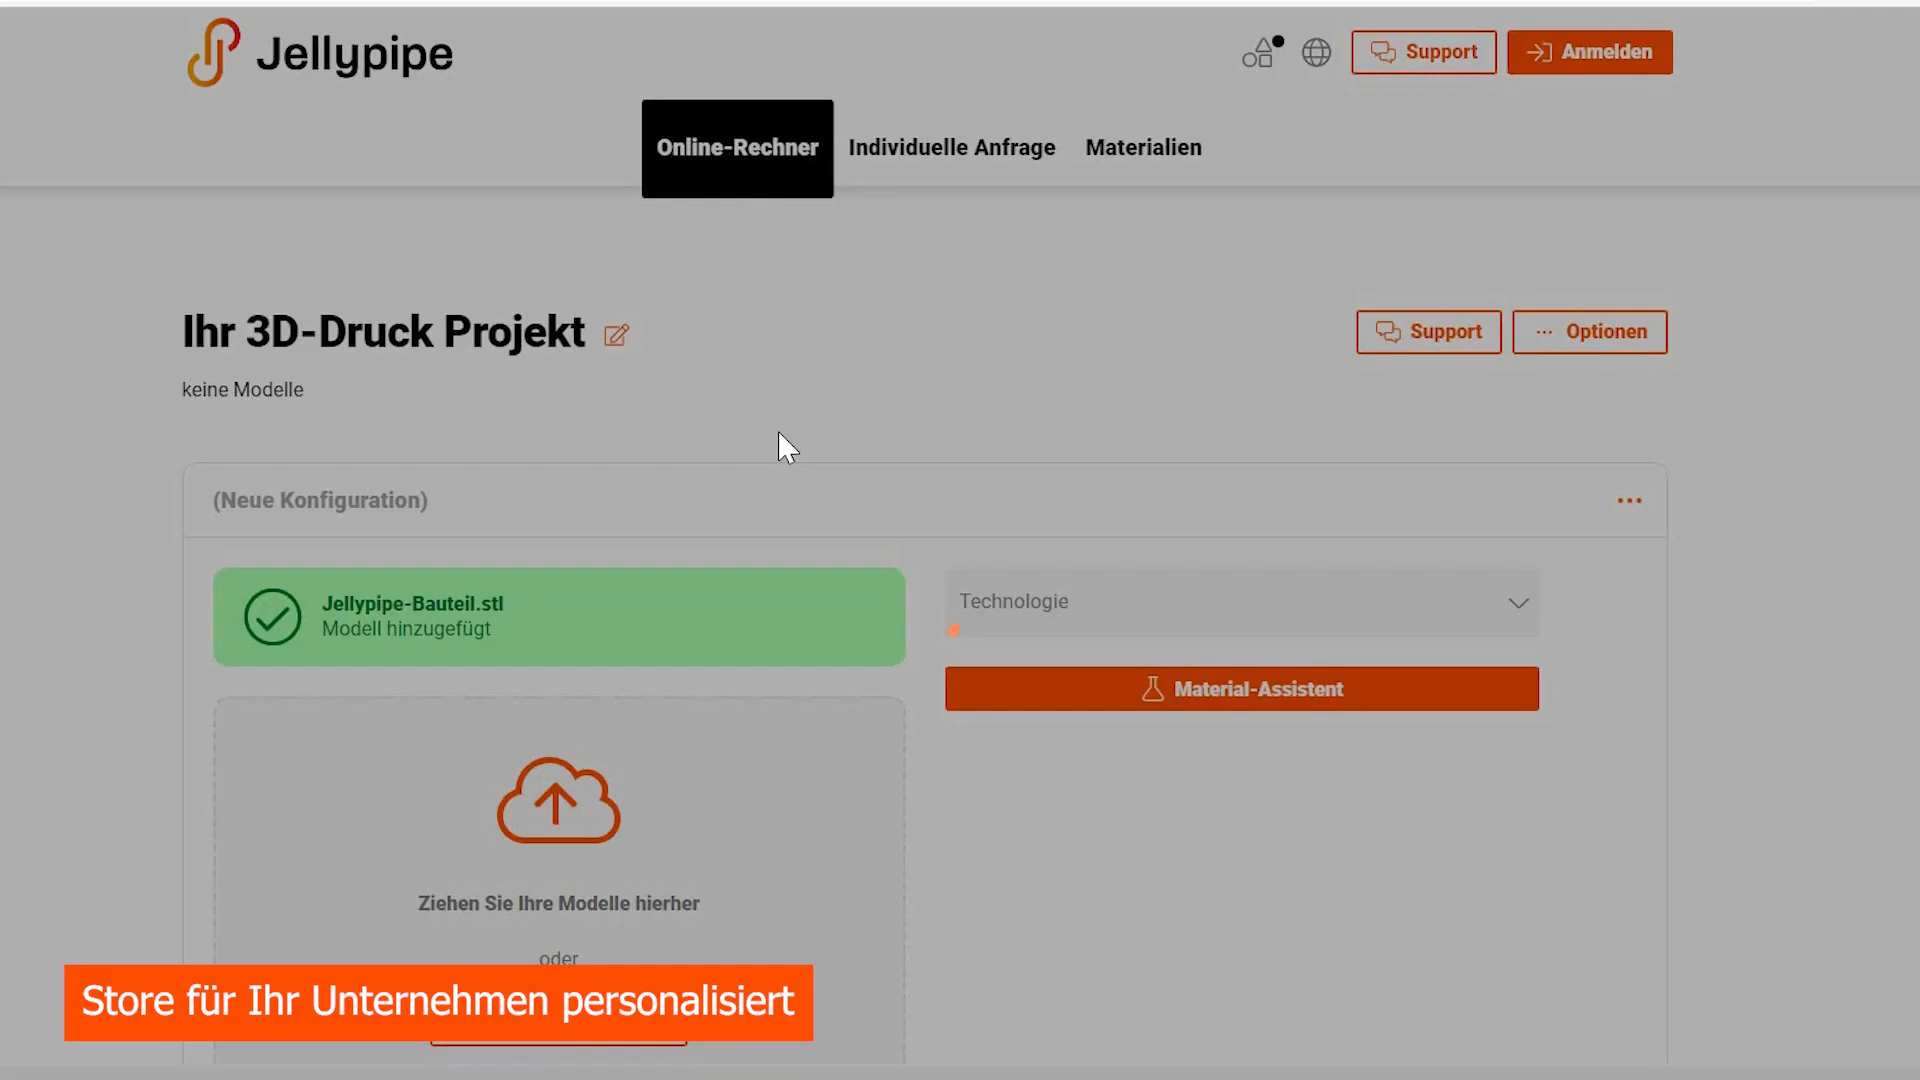 Jellypipe
Support
Anmelden
Online-Rechner
Individuelle Anfrage
Materialien
Ihr 3D-Druck Projekt
Support
··· Optionen
keine Modelle
(Neue Konfiguration)
Jellypipe-Bauteil.stl
Modell hinzugefügt
Technologie
Material-Assistent
Ziehen Sie Ihre Modelle hierher
oder
Store für Ihr Unternehmen personalisiert